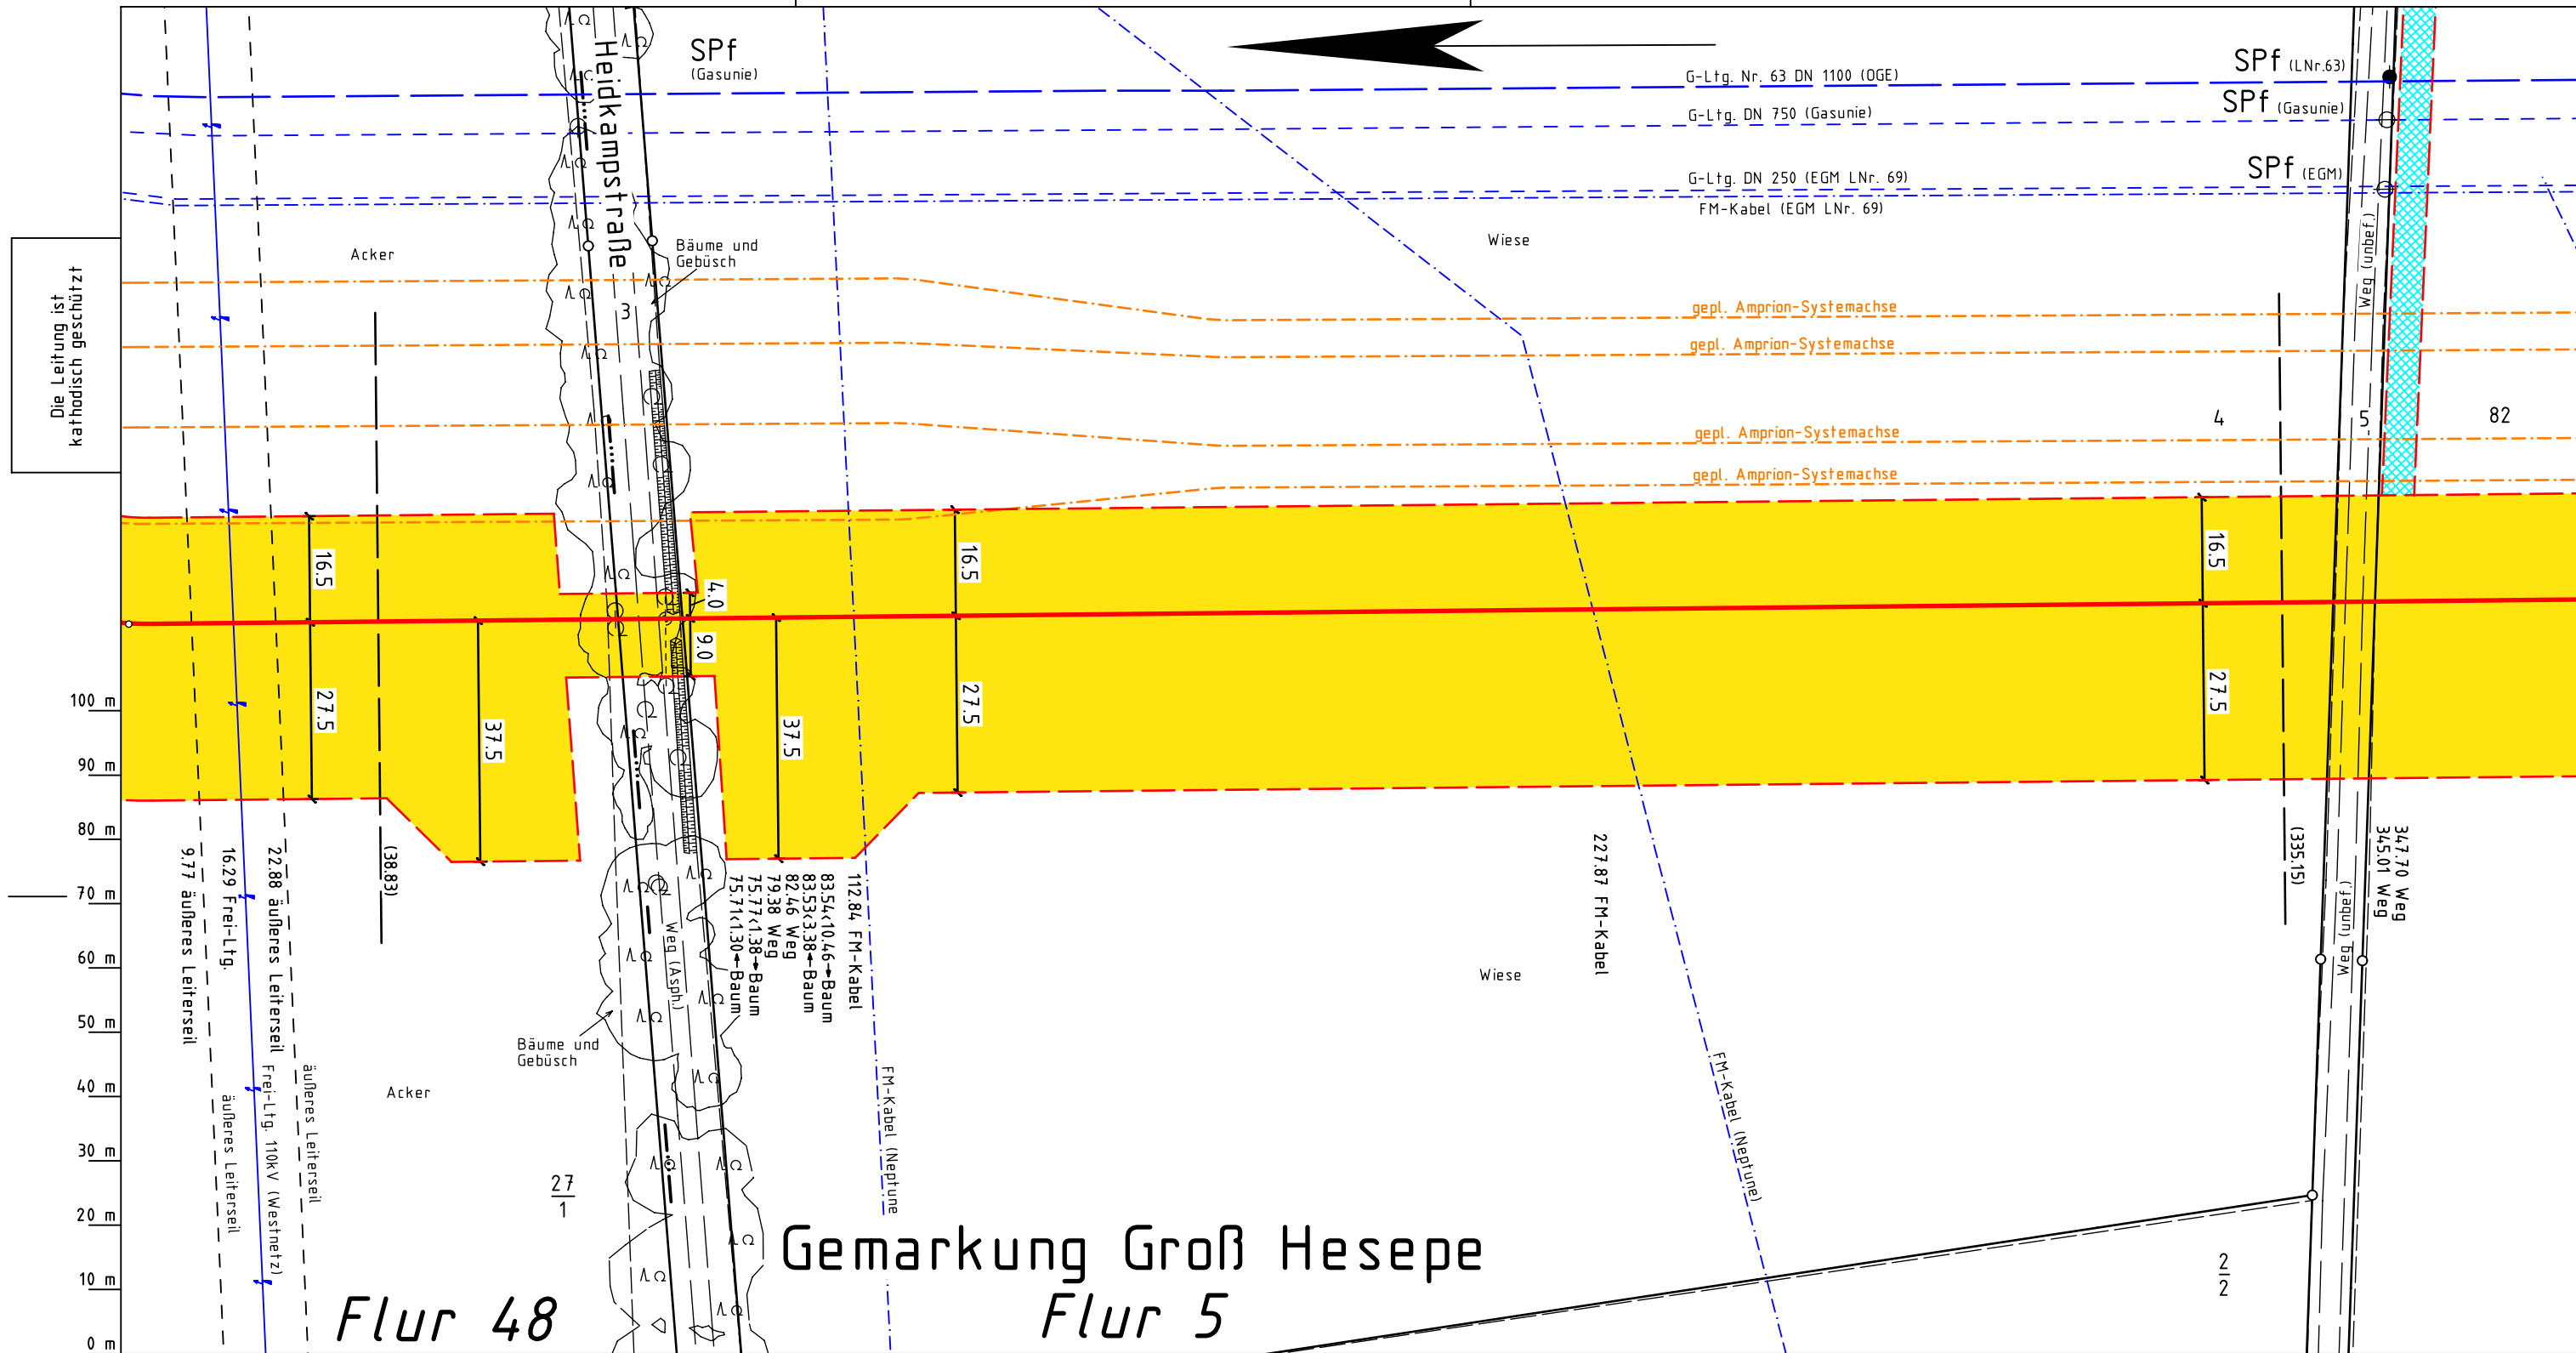 Heidkampstraße
SPf
(Gasunie)
G-Ltg. Nr. 63 DN 1100 (OGE)
SPf (LNr.63)
G-Ltg. DN 750 (Gasunie)
SPf (Gasunie)
G-Ltg. DN 250 (EGM LNr. 69)
SPf (EGM)
FM-Kabel (EGM LNr. 69)
Acker
Bäume und
Gebüsch
Wiese
Weg (unbef.)
Die Leitung ist
kathodisch geschützt
3
gepl. Amprion-Systemachse
gepl. Amprion-Systemachse
4
5
82
gepl. Amprion-Systemachse
gepl. Amprion-Systemachse
16.5
16.5
16.5
4.0
9.0
27.5
37.5
37.5
27.5
27.5
100 m
90 m
80 m
70 m
60 m
50 m
40 m
30 m
20 m
10 m
0 m
9.77 äußeres Leiterseil
16.29 Frei-Ltg.
22.88 äußeres Leiterseil
(38.83)
75.71<1.30→Baum
75.77<1.38→Baum
79.38 Weg
82.46 Weg
83.53<3.38→Baum
83.54<10.46→Baum
112.84 FM-Kabel
227.87 FM-Kabel
(335.15)
345.01 Weg
347.70 Weg
Weg (Asph.)
Weg (unbef.)
Wiese
Bäume und
Gebüsch
Acker
äußeres Leiterseil
Frei-Ltg. 110kV (Westnetz)
äußeres Leiterseil
FM-Kabel (Neptune
FM-Kabel (Neptune)
27
1
Gemarkung Groß Hesepe
2
2
Flur 48
Flur 5